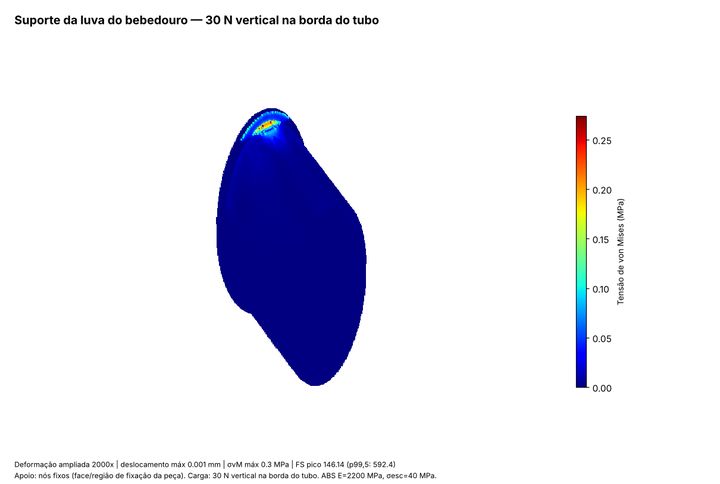 Suporte da luva do bebedouro — 30 N vertical na borda do tubo
0.25
0.20
0.15
0.10
0.05
0.00
Tensão de von Mises (MPa)
Deformação ampliada 2000x | deslocamento máx 0.001 mm | σvM máx 0.3 MPa | FS pico 146.14 (p99,5: 592.4)
Apoio: nós fixos (face/região de fixação da peça). Carga: 30 N vertical na borda do tubo. ABS E=2200 MPa, σesc=40 MPa.